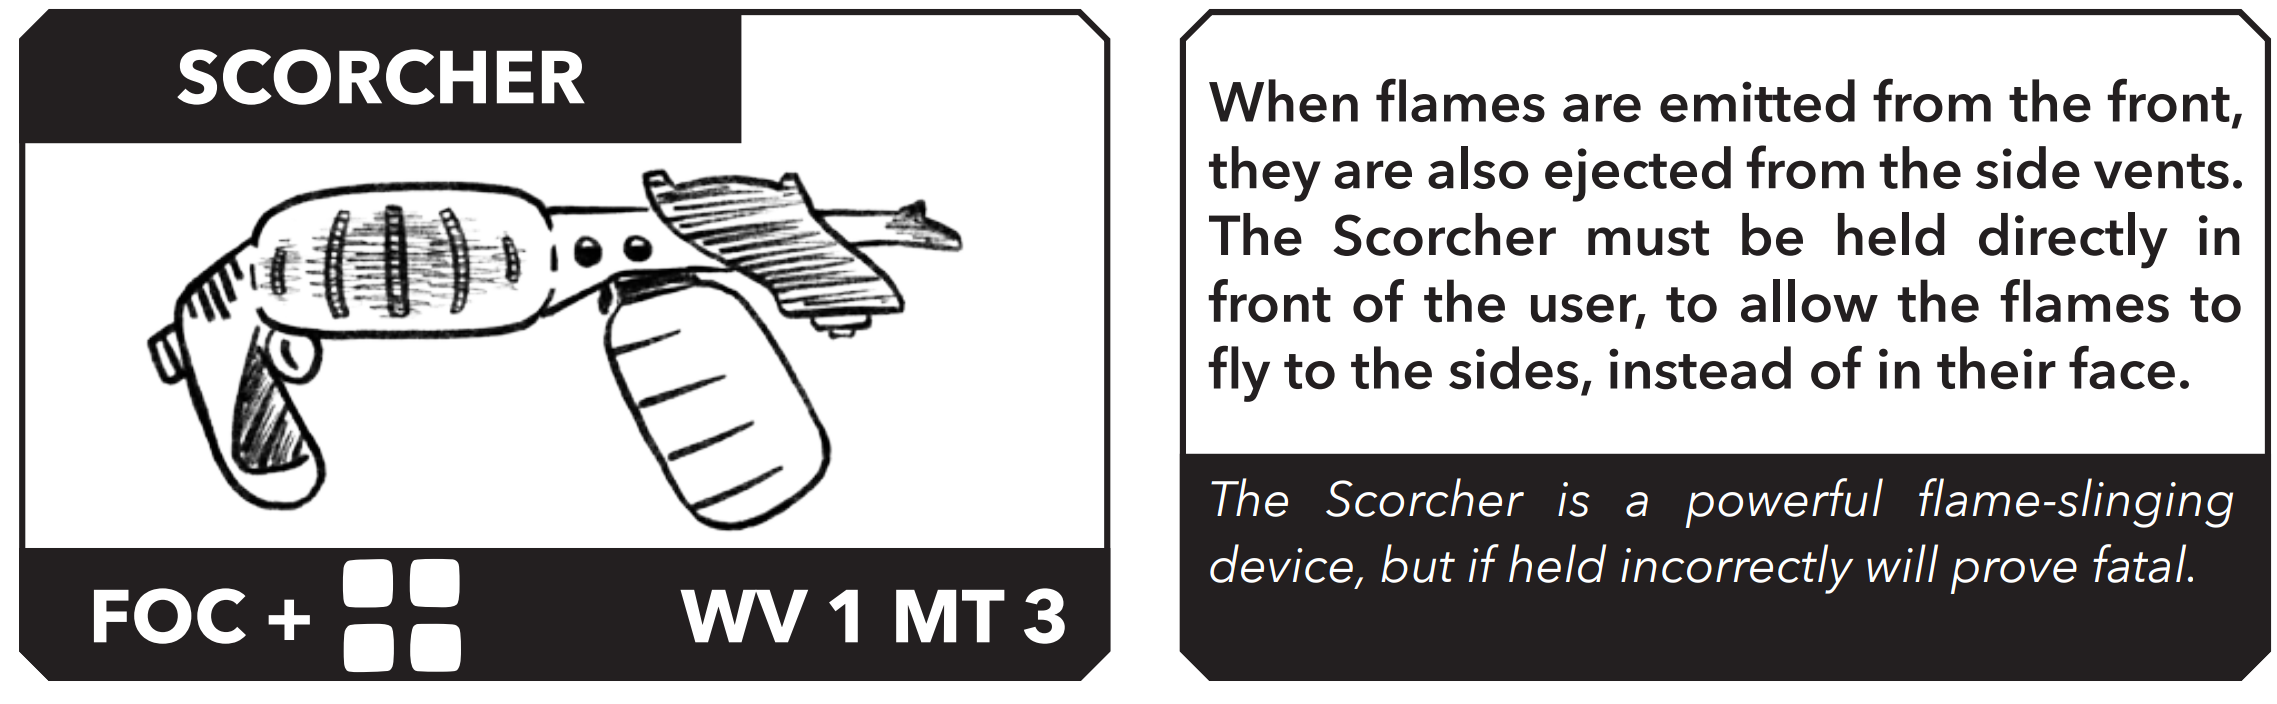 SCORCHER
FOC +
WV 1 MT 3
When flames are emitted from the front,
they are also ejected from the side vents.
The Scorcher must be held directly in
front of the user, to allow the flames to
fly to the sides, instead of in their face.
The Scorcher is a powerful flame-slinging
device, but if held incorrectly will prove fatal.